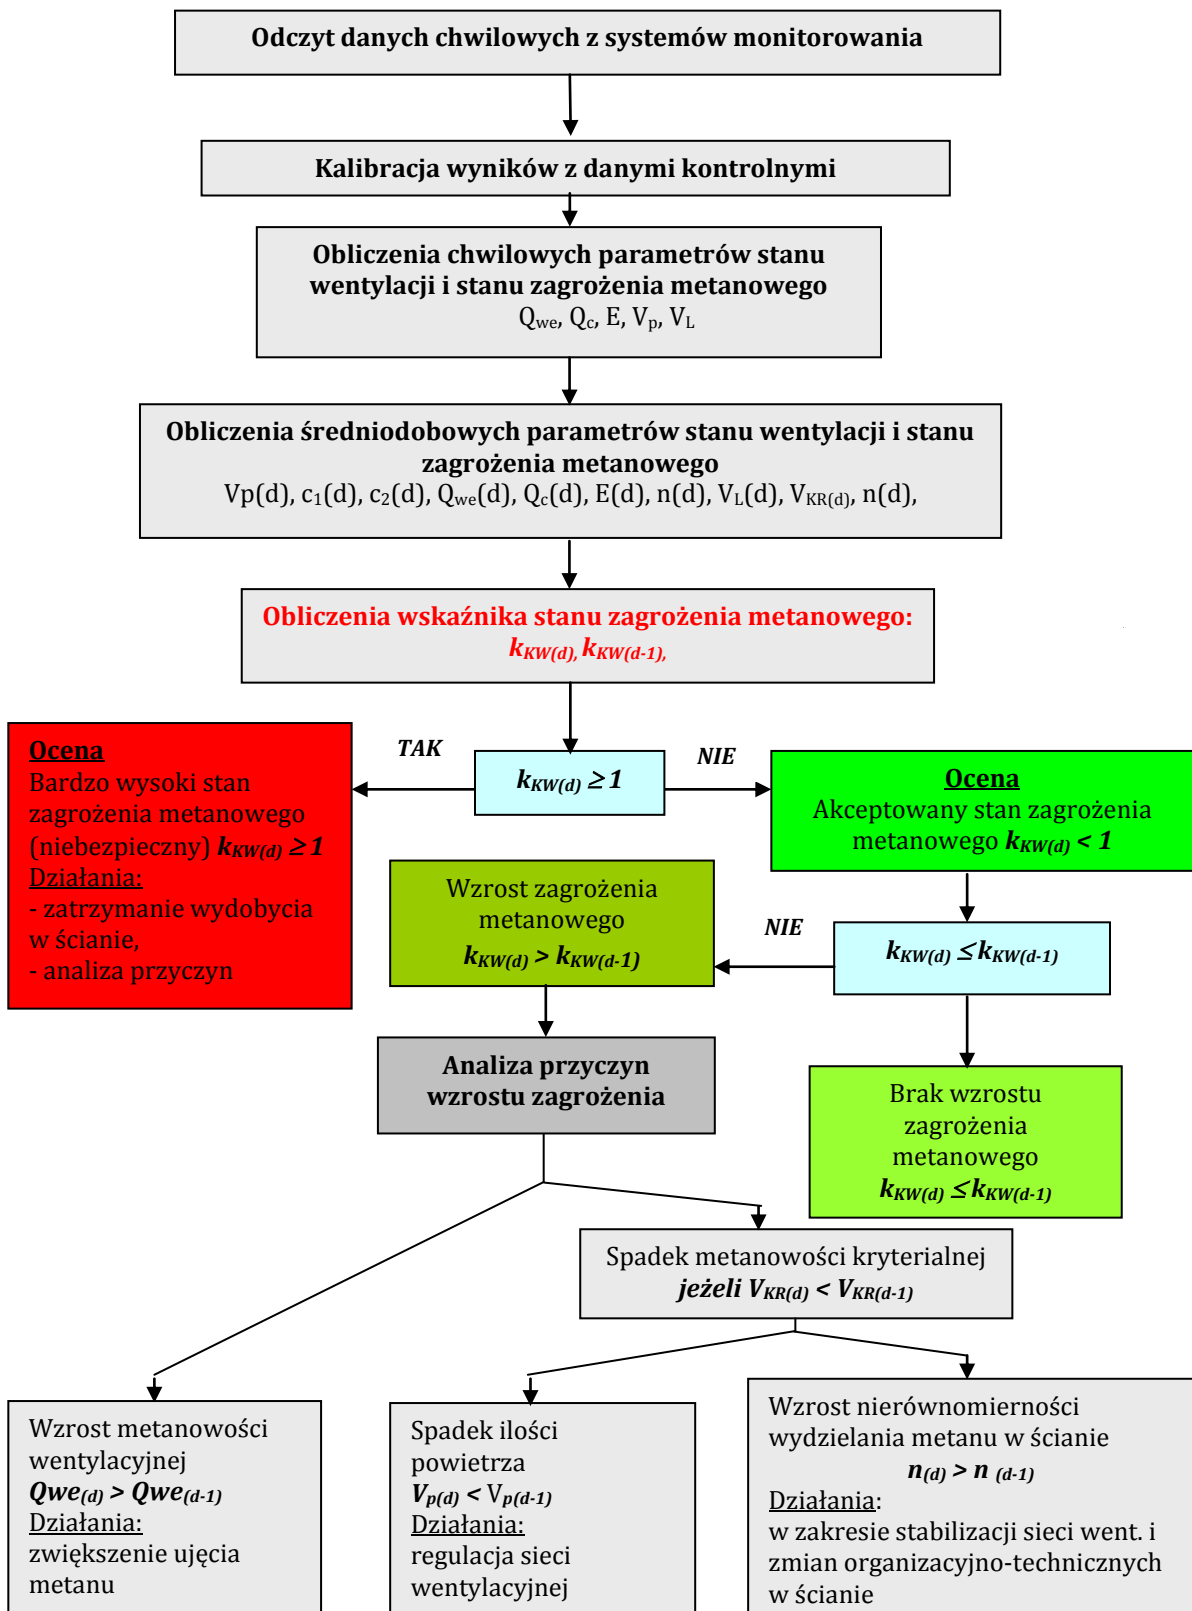 Odczyt danych chwilowych z systemów monitorowania
Kalibracja wyników z danymi kontrolnymi
Obliczenia chwilowych parametrów stanu
wentylacji i stanu zagrożenia metanowego
Qwe, Qc, E, Vp, VL
Obliczenia średniodobowych parametrów stanu wentylacji i stanu
zagrożenia metanowego
Vp(d), c1(d), c2(d), Qwe(d), Qc(d), E(d), n(d), VL(d), VKR(d), n(d),
Obliczenia wskaźnika stanu zagrożenia metanowego:
kKW(d), kKW(d-1),
TAK
kKW(d) ≥ 1
NIE
Ocena
Bardzo wysoki stan
zagrożenia metanowego
(niebezpieczny) kKW(d) ≥ 1
Działania:
- zatrzymanie wydobycia
w ścianie,
- analiza przyczyn
Ocena
Akceptowany stan zagrożenia
metanowego kKW(d) < 1
Wzrost zagrożenia
metanowego
kKW(d) > kKW(d-1)
NIE
kKW(d) ≤ kKW(d-1)
Analiza przyczyn
wzrostu zagrożenia
Brak wzrostu
zagrożenia
metanowego
kKW(d) ≤ kKW(d-1)
Spadek metanowości kryterialnej
jeżeli VKR(d) < VKR(d-1)
Wzrost metanowości
wentylacyjnej
Qwe(d) > Qwe(d-1)
Działania:
zwiększenie ujęcia
metanu
Spadek ilości
powietrza
Vp(d) < Vp(d-1)
Działania:
regulacja sieci
wentylacyjnej
Wzrost nierównomierności
wydzielania metanu w ścianie
n(d) > n (d-1)
Działania:
w zakresie stabilizacji sieci went. i
zmian organizacyjno-technicznych
w ścianie